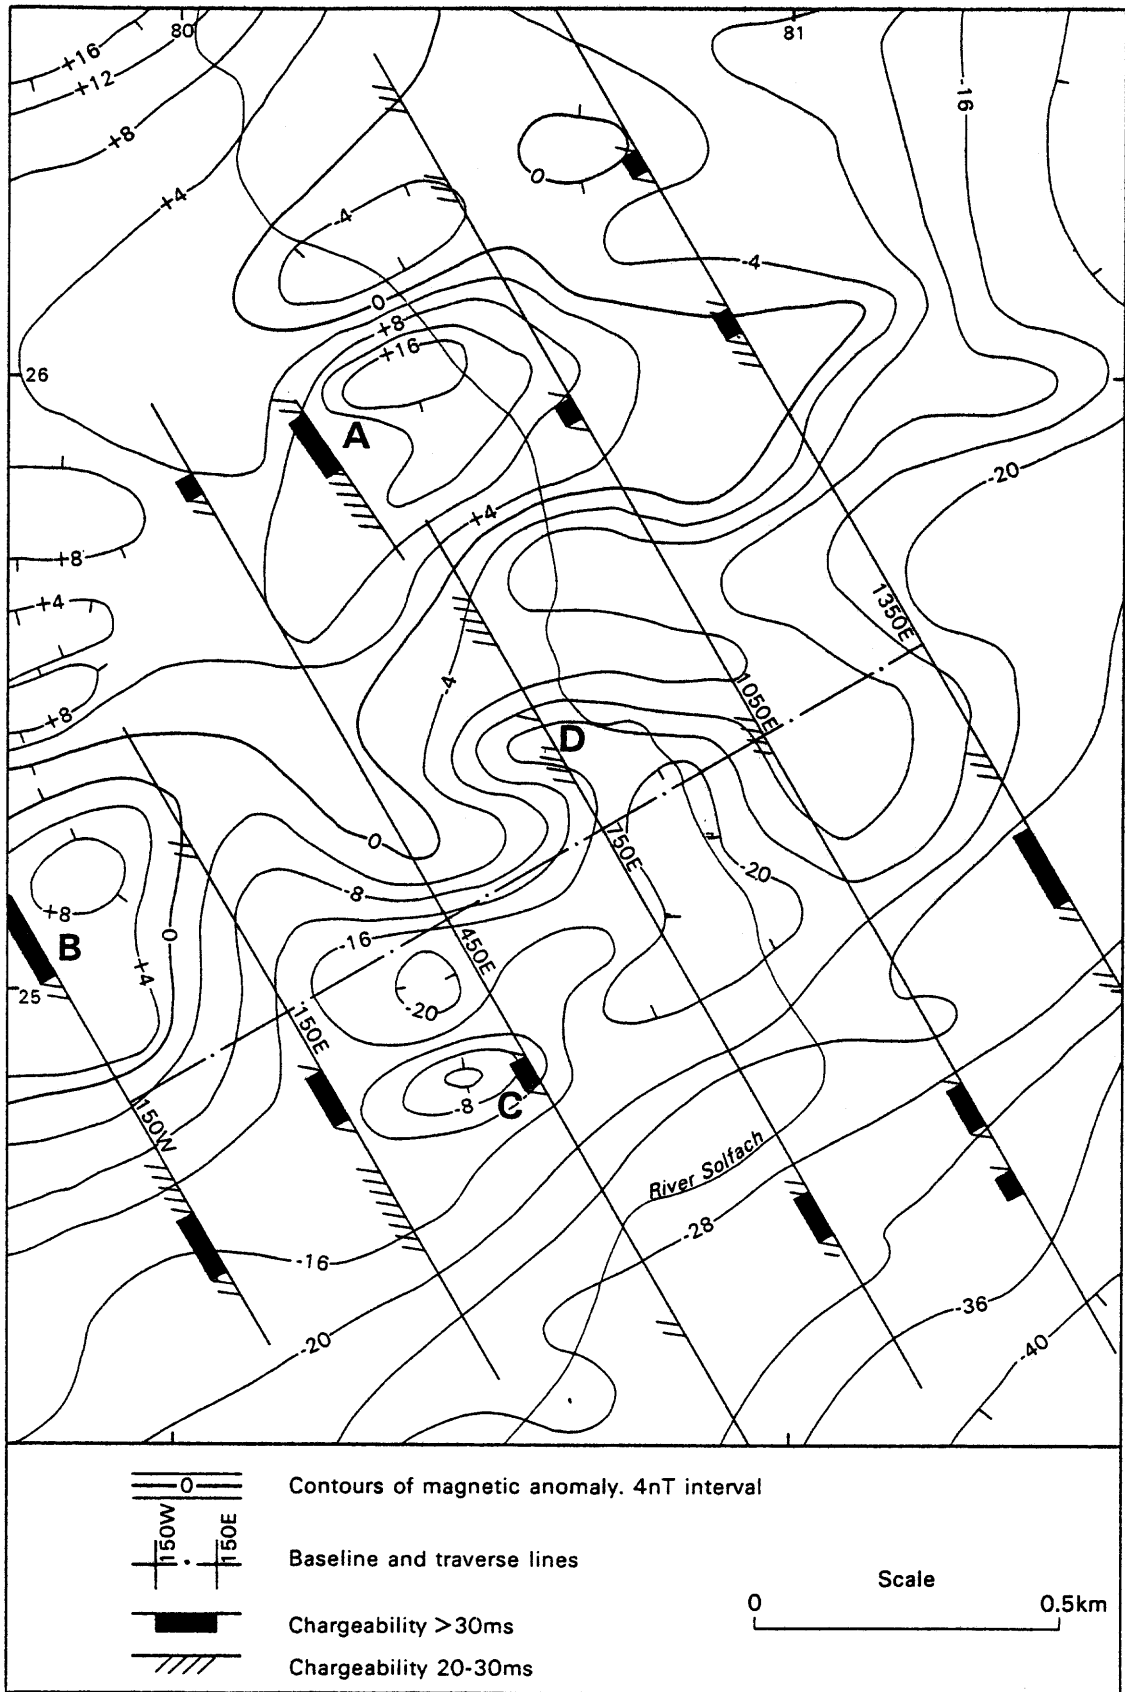 80
81
+16
+12
-16
+8
0
+4
-4
-4
0
+8
+16
26
A
-20
+4
+8
+4
1350E
-4
+8
1050E
D
0
750E
-20
-8
+8
0
B
-16
450E
+4
25
-20
150E
C
-8
150W
River Solfach
-28
-16
-36
-20
-40
0
Contours of magnetic anomaly. 4nT interval
150W
150E
Baseline and traverse lines
Scale
0
0.5km
Chargeability >30ms
Chargeability 20-30ms